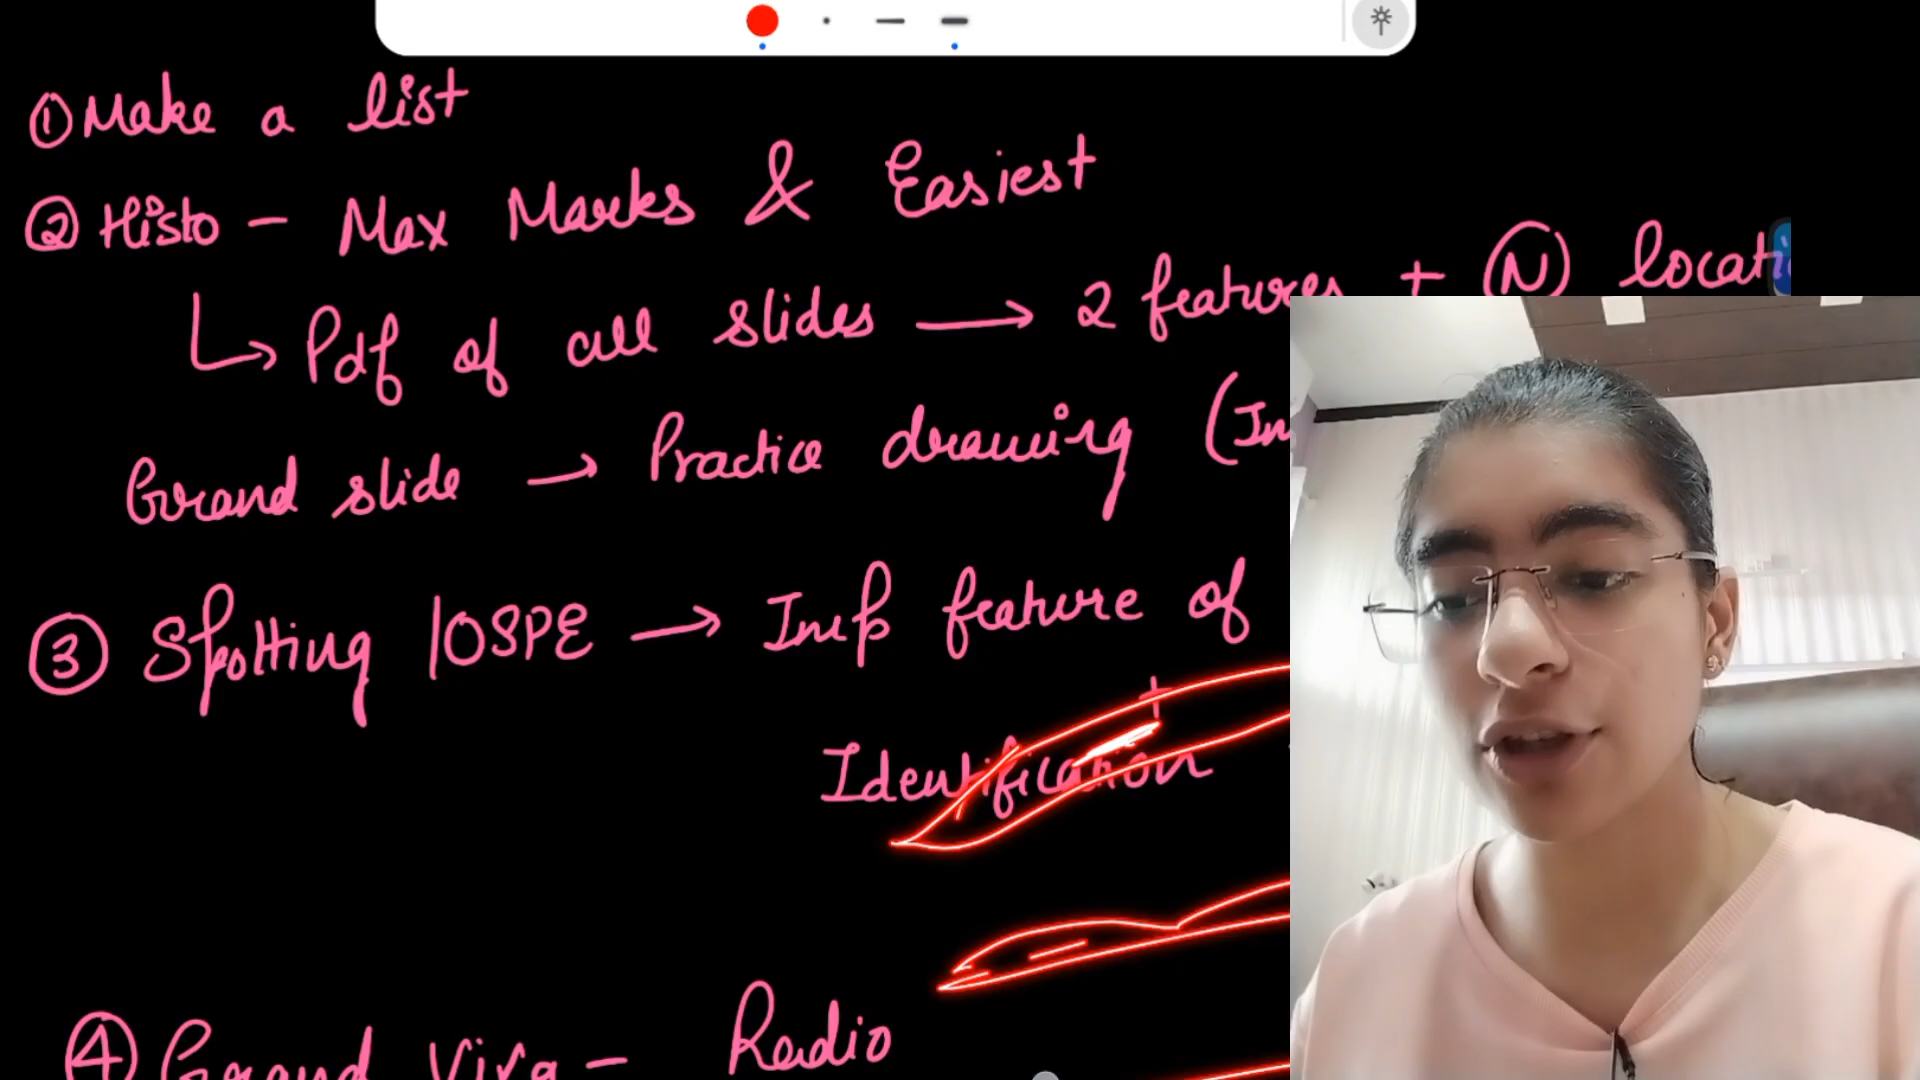 ① Make a list
② Histo - Max Marks & Easiest
↳ Pdf of all slides → 2 features + Ⓝ
Grand slide → Practice drawing
③ Spotting /OSPE → Imp feature of
+
Identification
④ Grand Viva - Radio